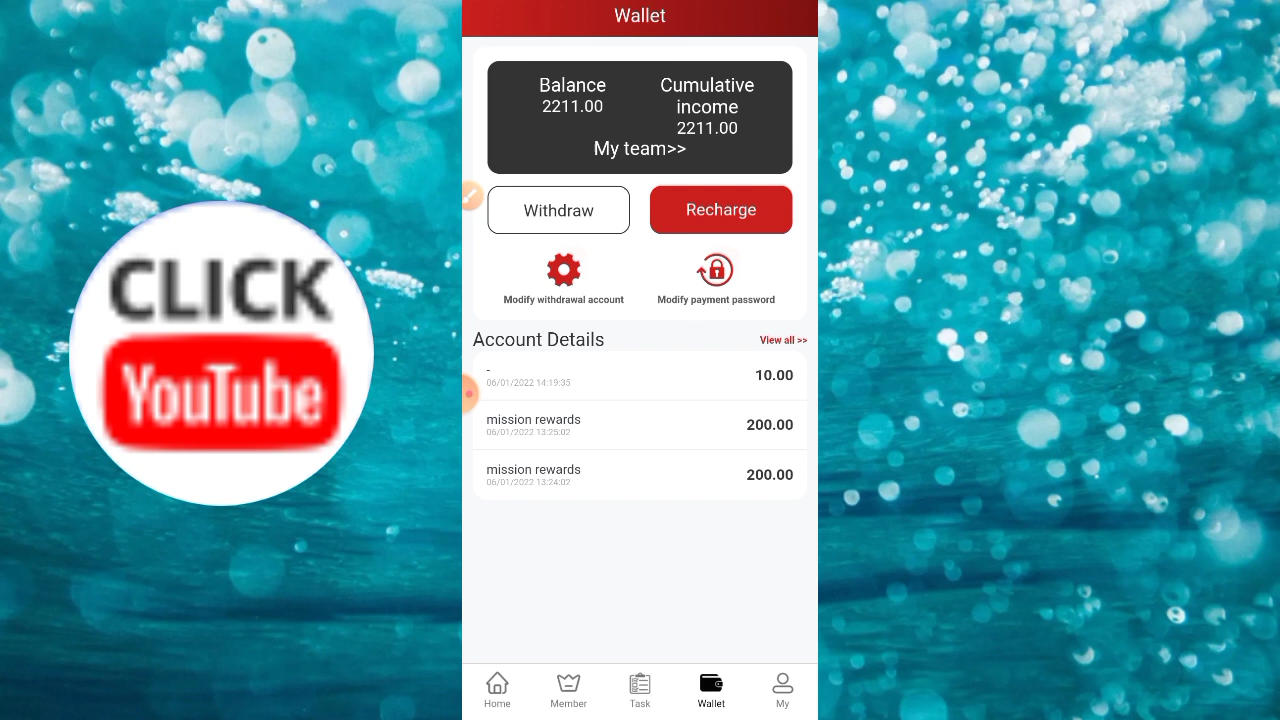 CLICK
YouTube
Wallet
Balance
2211.00
Cumulative
income
2211.00
My team>>
Withdraw
Recharge
Modify withdrawal account
Modify payment password
Account Details
View all >>
-
06/01/2022 14:19:35
10.00
mission rewards
06/01/2022 13:25:02
200.00
mission rewards
06/01/2022 13:24:02
200.00
Home
Member
Task
Wallet
My